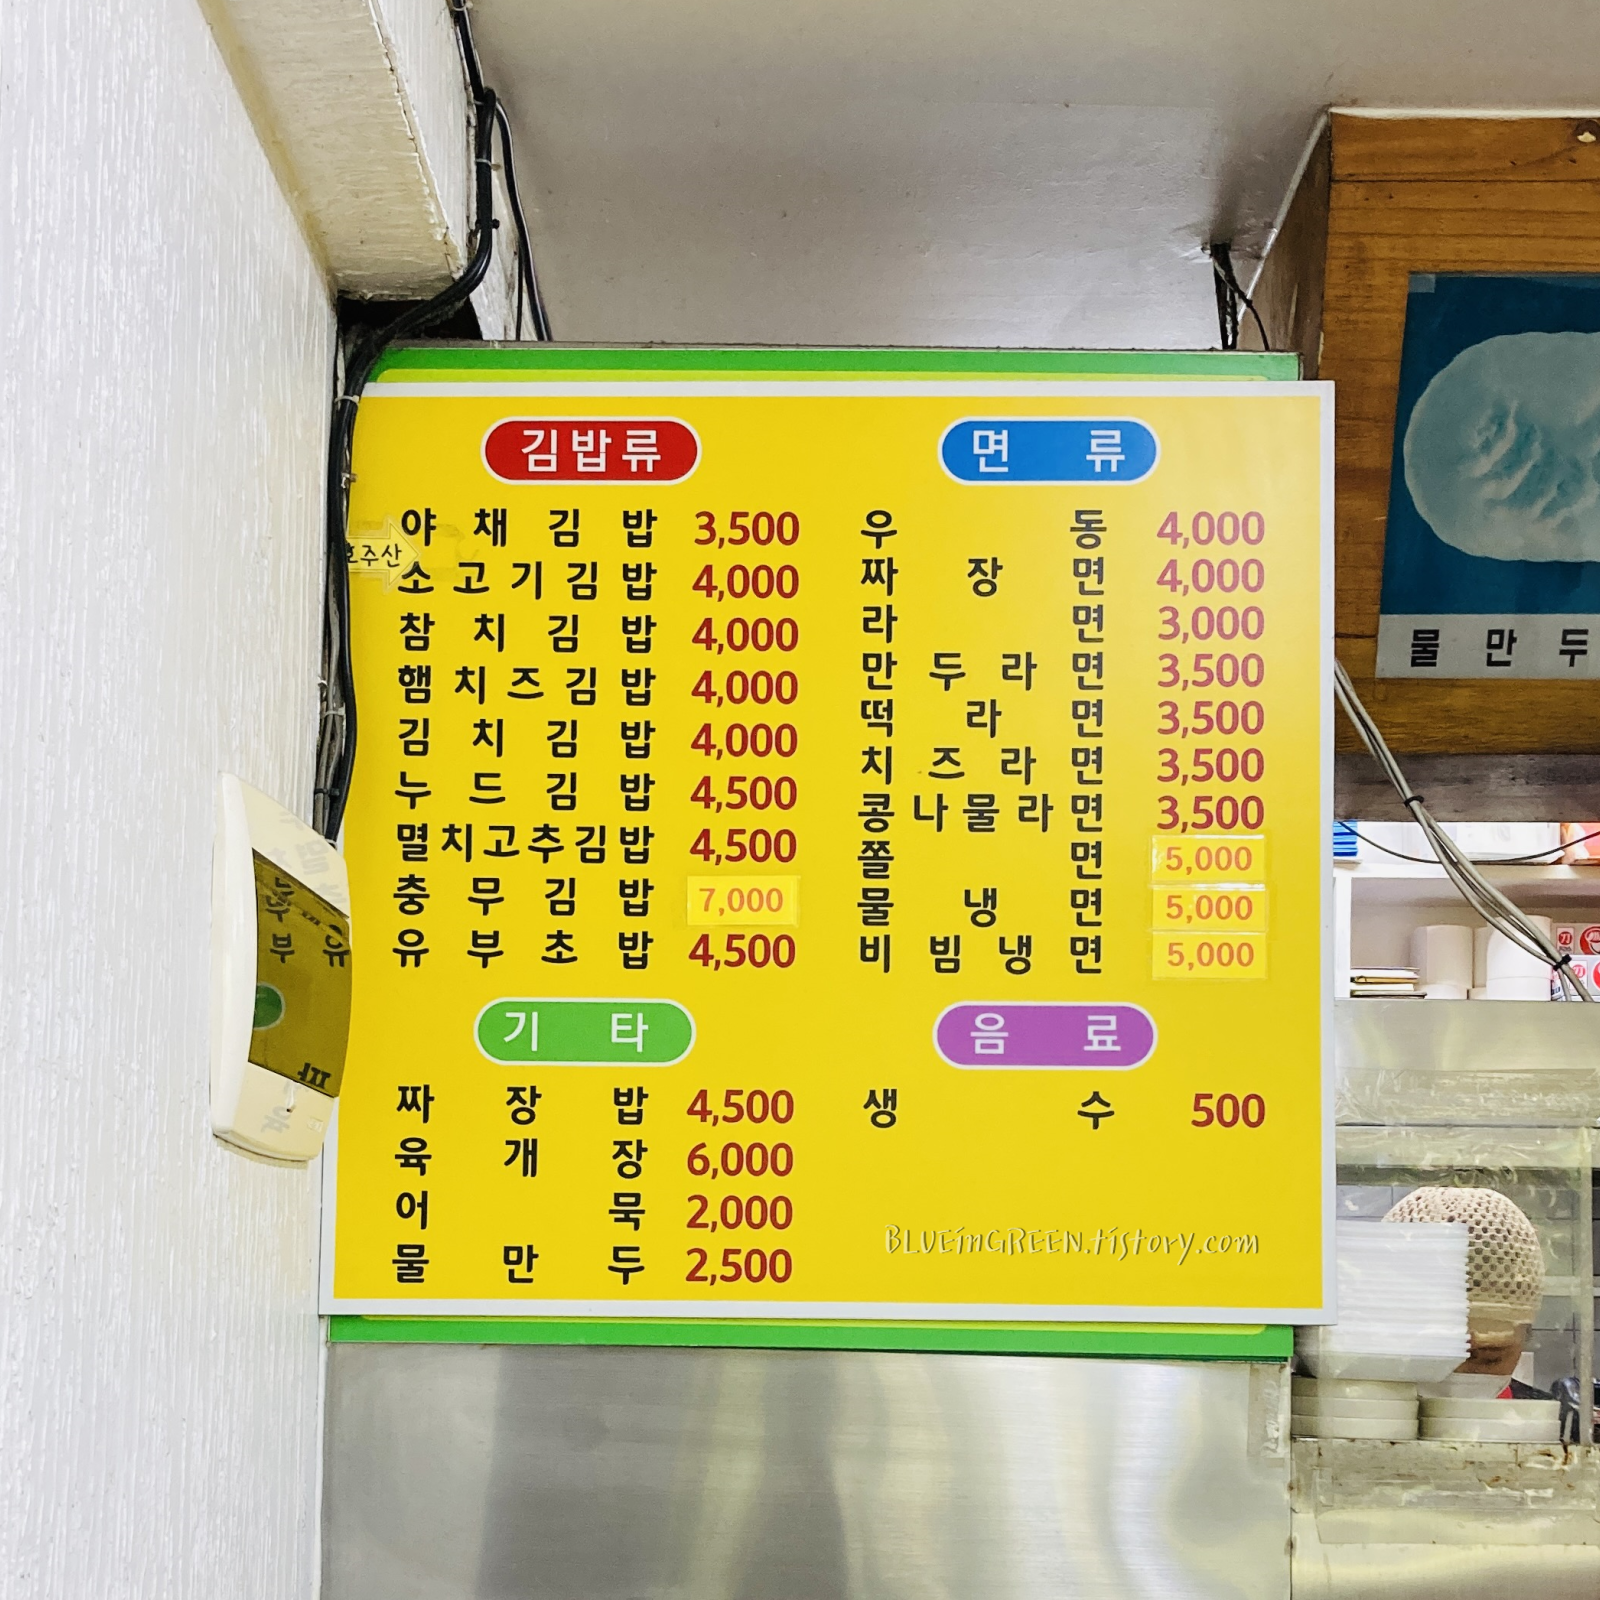 김밥류
야채김밥 3,500
호주산
소고기김밥 4,000
참치김밥 4,000
햄치즈김밥 4,000
김치김밥 4,000
누드김밥 4,500
멸치고추김밥 4,500
충무김밥 7,000
유부초밥 4,500
면류
우동 4,000
짜장면 4,000
라면 3,000
만두라면 3,500
떡라면 3,500
치즈라면 3,500
콩나물라면 3,500
쫄면 5,000
물냉면 5,000
비빔냉면 5,000
기타
짜장밥 4,500
육개장 6,000
어묵 2,000
물만두 2,500
음료
생수 500
BLUEinGREEN.tistory.com
물만두